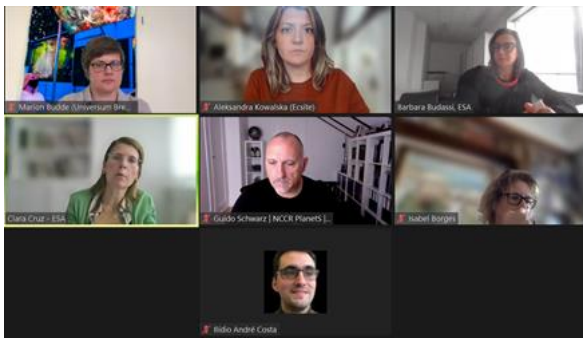 Marion Budde (Universum Bre...
Aleksandra Kowalska (Ecsite)
Barbara Budassi, ESA
Clara Cruz - ESA
Guido Schwarz | NCCR PlanetS |...
Isabel Borges
Bídio André Costa